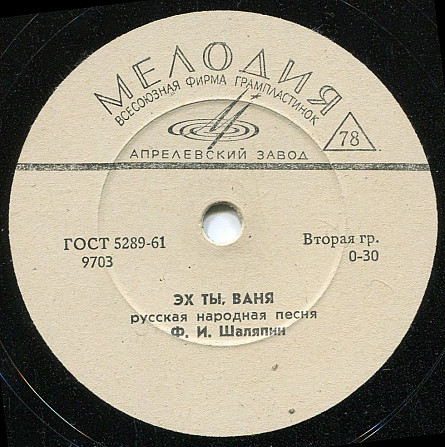 МЕЛОДИЯ
ВСЕСОЮЗНАЯ ФИРМА ГРАМПЛАСТИНОК
78
АПРЕЛЕВСКИЙ ЗАВОД
ГОСТ 5289-61 Вторая гр.
9703 0-30
ЭХ ТЫ, ВАНЯ
русская народная песня
Ф. И. Шаляпин